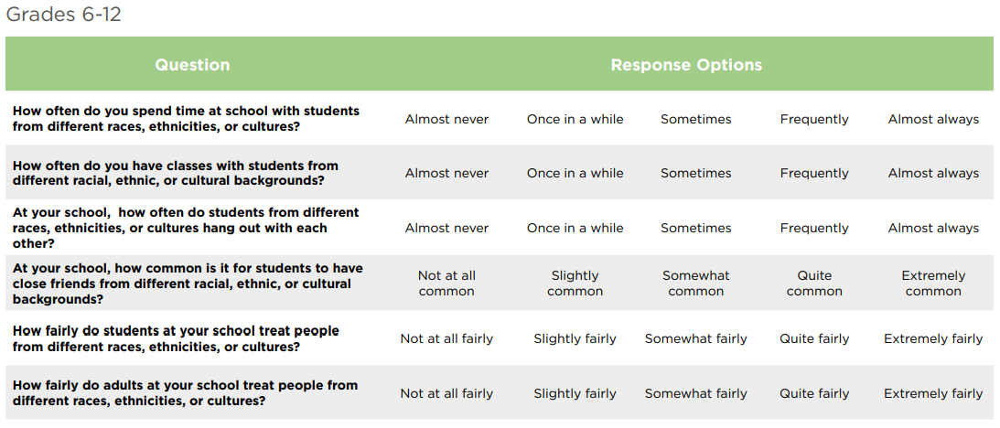 Grades 6-12
Question Response Options
How often do you spend time at school with students
from different races, ethnicities, or cultures?
Almost never Once in a while Sometimes Frequently Almost always
How often do you have classes with students from
different racial, ethnic, or cultural backgrounds?
Almost never Once in a while Sometimes Frequently Almost always
At your school,  how often do students from different
races, ethnicities, or cultures hang out with each
other?
Almost never Once in a while Sometimes Frequently Almost always
At your school, how common is it for students to have
close friends from different racial, ethnic, or cultural
backgrounds?
Not at all Slightly Somewhat Quite Extremely
common common common common common
How fairly do students at your school treat people
from different races, ethnicities, or cultures?
Not at all fairly Slightly fairly Somewhat fairly Quite fairly Extremely fairly
How fairly do adults at your school treat people from
different races, ethnicities, or cultures?
Not at all fairly Slightly fairly Somewhat fairly Quite fairly Extremely fairly